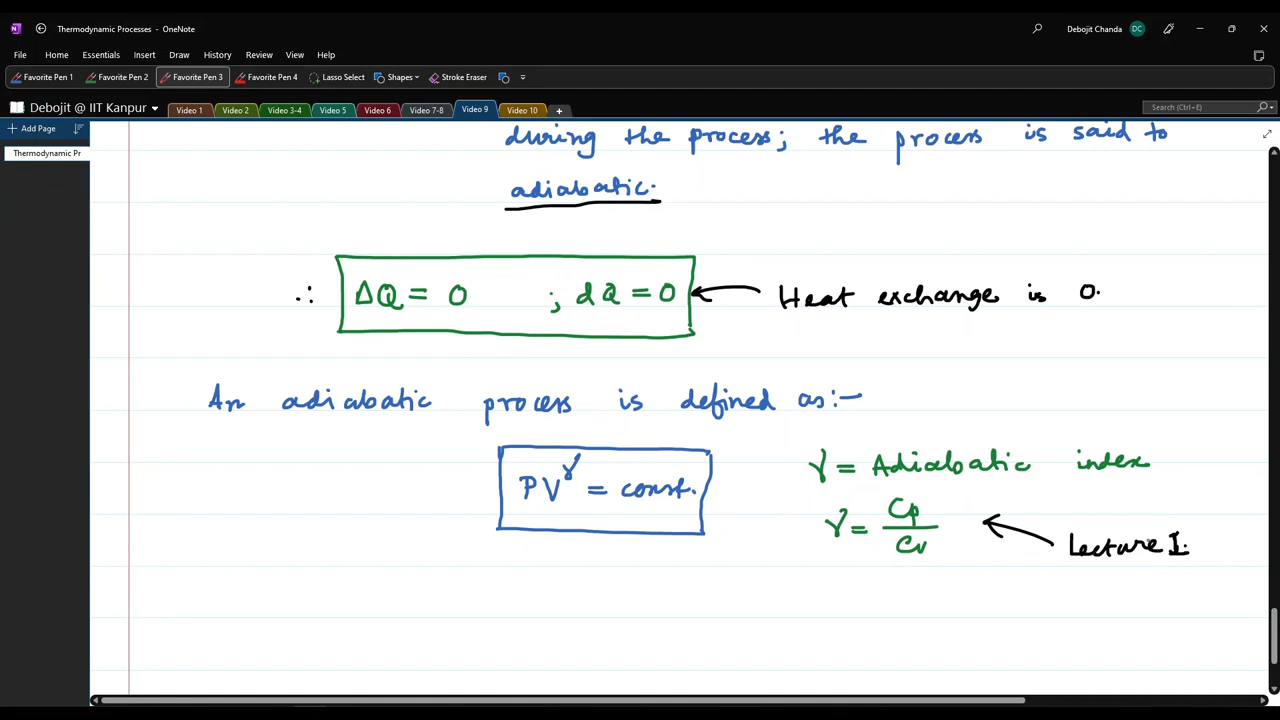 Thermodynamic Processes - OneNote
Debojit Chanda DC
File Home Essentials Insert Draw History Review View Help
Favorite Pen 1 Favorite Pen 2 Favorite Pen 3 Favorite Pen 4 Lasso Select Shapes Stroke Eraser
Debojit @ IIT Kanpur Video 1 Video 2 Video 3-4 Video 5 Video 6 Video 7-8 Video 9 Video 10 + Search (Ctrl+E)
+ Add Page
Thermodynamic Pr
during the process; the process is said to
adiabatic.
∴ ΔQ = 0 ; dQ = 0 Heat exchange is 0.
An adiabatic process is defined as:-
PV^γ = const.
γ = Adiabatic index
γ = Cp/Cv
Lecture I.